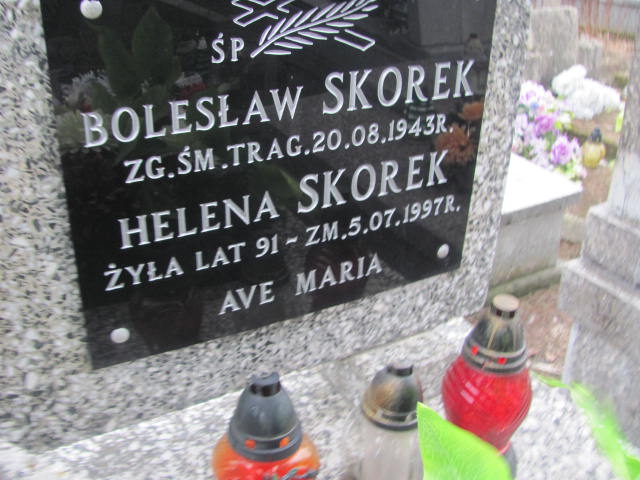 ŚP
BOLESŁAW SKOREK
ZG.ŚM.TRAG.20.08.1943R.
HELENA SKOREK
ŻYŁA LAT 91 - ZM.5.07.1997R.
AVE MARIA